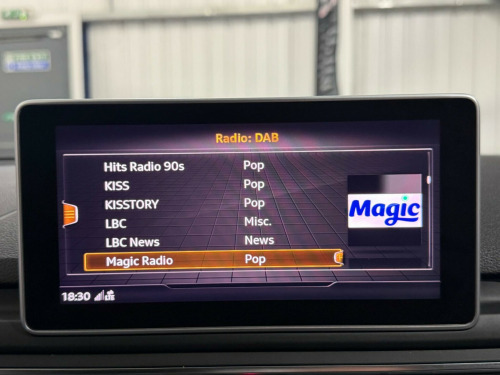 Radio: DAB
Hits Radio 90s Pop
KISS Pop
KISSTORY Pop
LBC Misc.
LBC News News
Magic Radio Pop
Magic
18:30